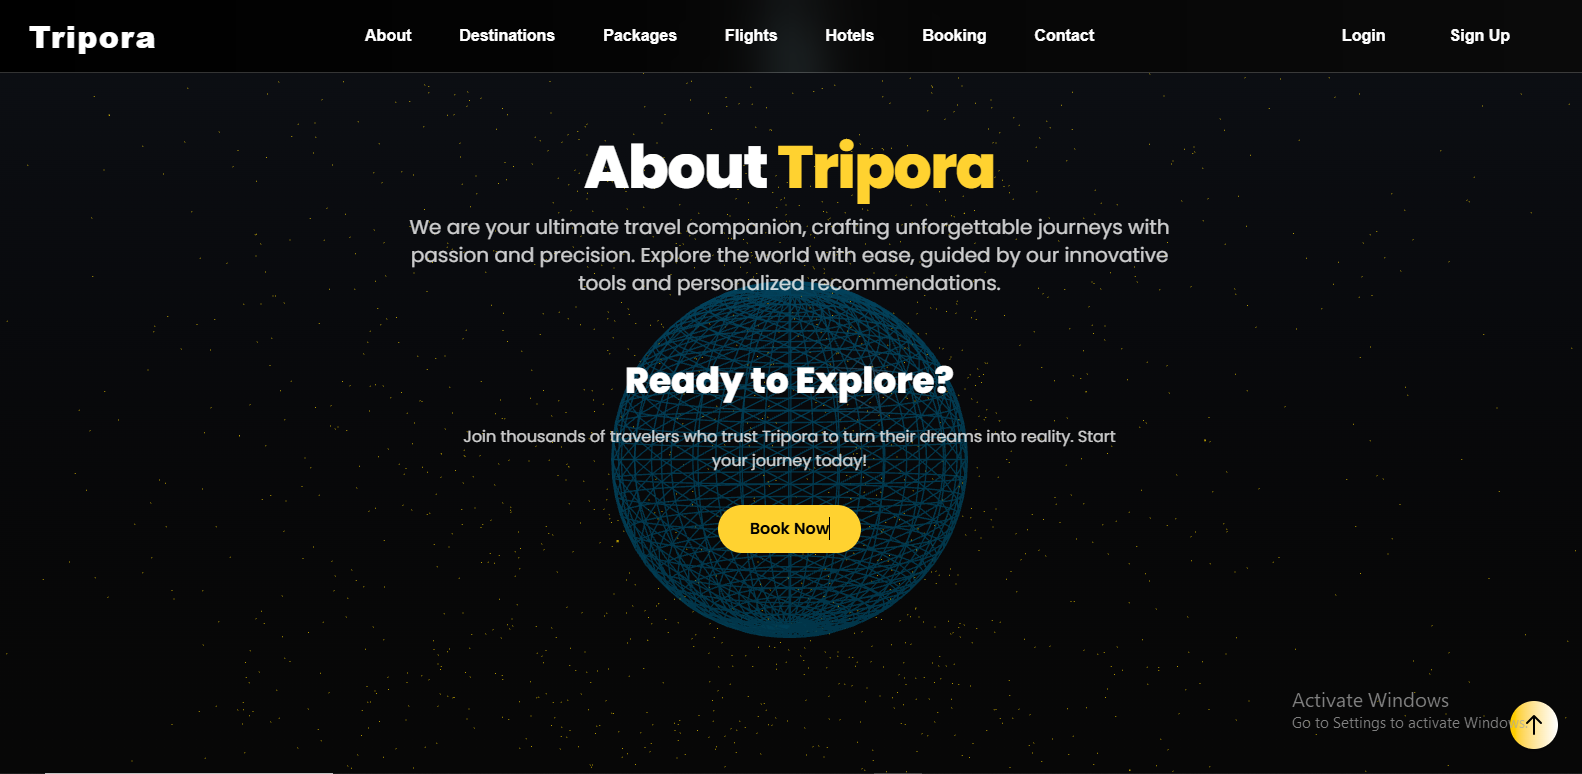 Tripora
About
Destinations
Packages
Flights
Hotels
Booking
Contact
Login
Sign Up
About Tripora
We are your ultimate travel companion, crafting unforgettable journeys with
passion and precision. Explore the world with ease, guided by our innovative
tools and personalized recommendations.
Ready to Explore?
Join thousands of travelers who trust Tripora to turn their dreams into reality. Start
your journey today!
Book Now
Activate Windows
Go to Settings to activate Windows.